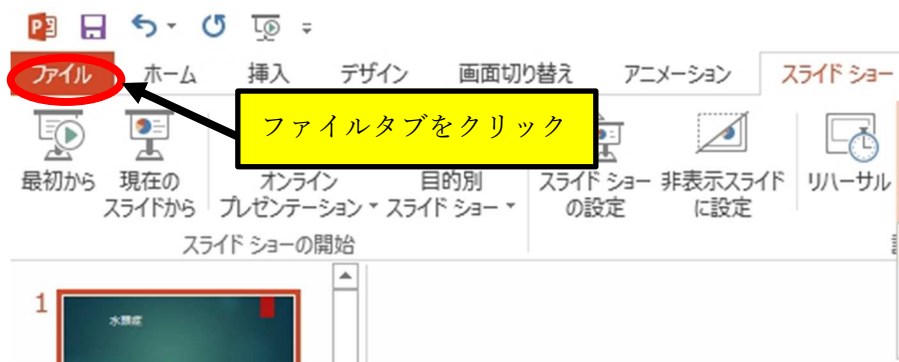 ファイル ホーム 挿入 デザイン 画面切り替え アニメーション スライド ショー
ファイルタブをクリック
最初から 現在の オンライン 目的別 スライド ショー 非表示スライド リハーサル
スライドから プレゼンテーション スライド ショー の設定 に設定
スライド ショーの開始
1
水頭症